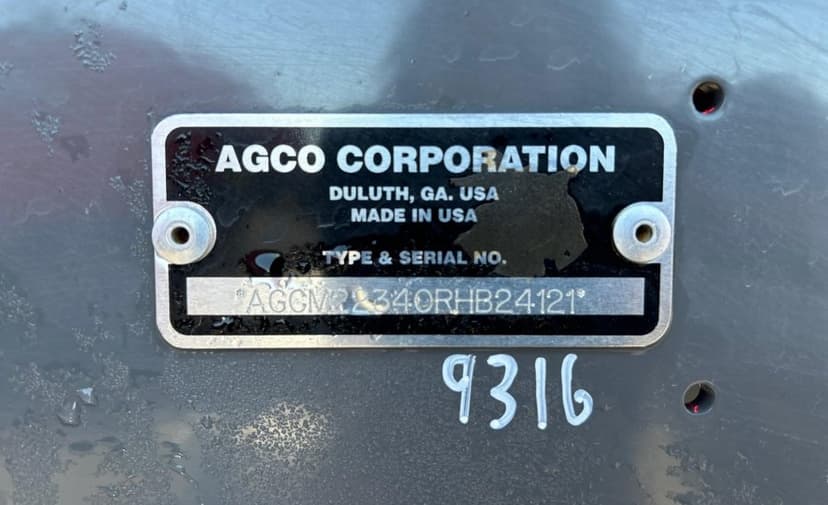 AGCO CORPORATION
DULUTH, GA. USA
MADE IN USA
TYPE & SERIAL NO.
*AGCM22340RHB24121*
9316